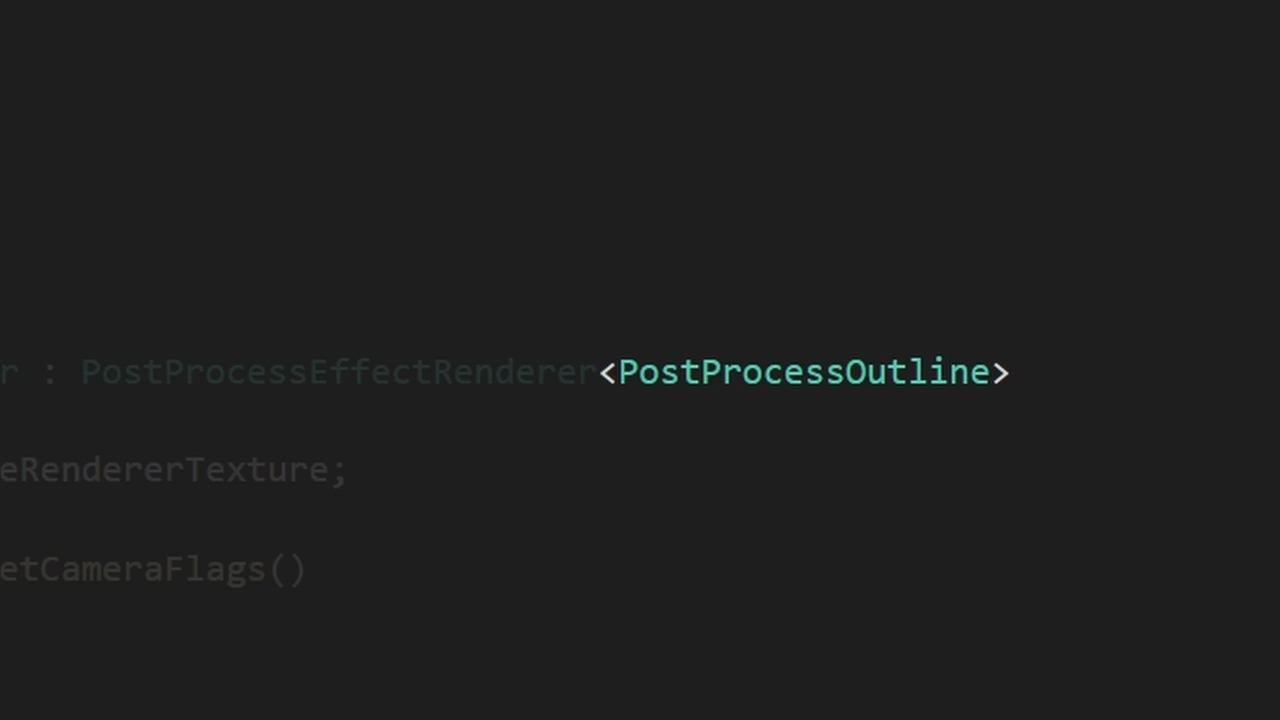 r : PostProcessEffectRenderer<PostProcessOutline>
eRendererTexture;
etCameraFlags()